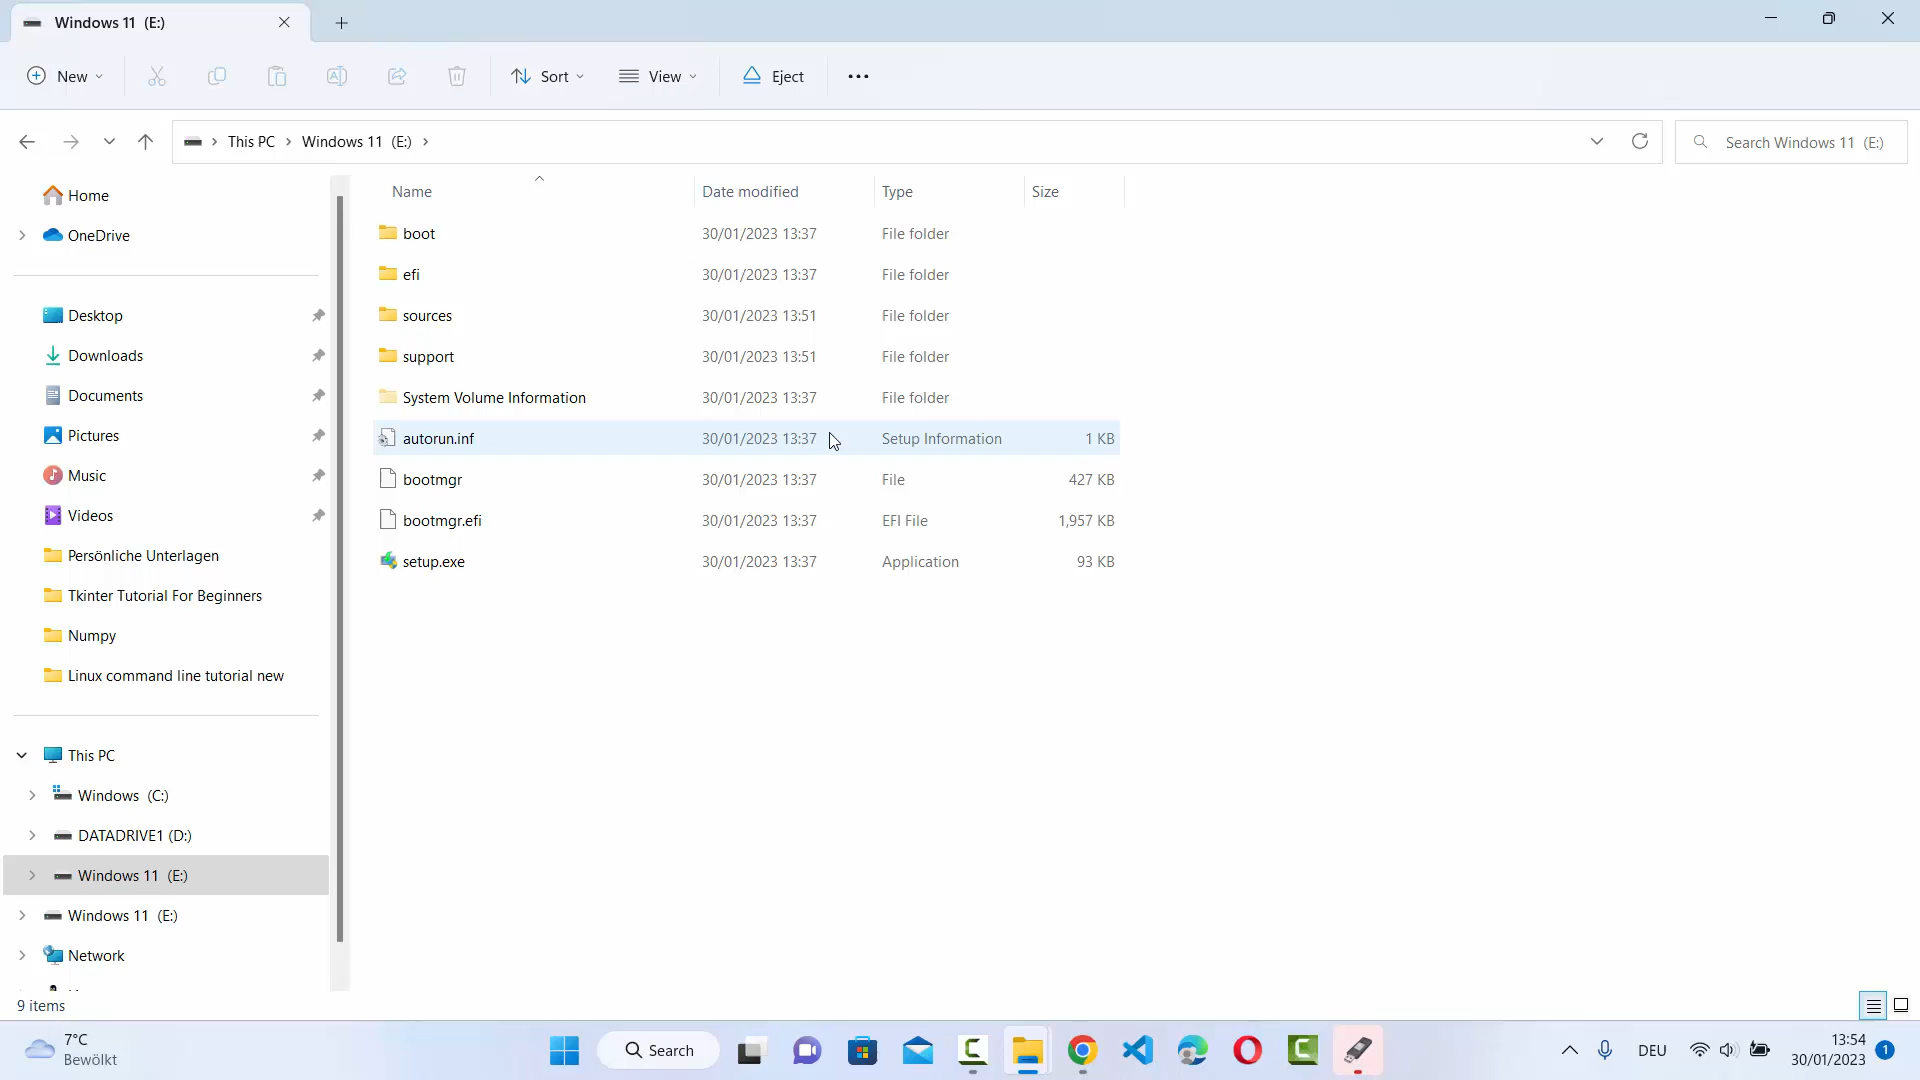 Windows 11 (E:)
New Sort View Eject
This PC Windows 11 (E:)
Search Windows 11 (E:)
Home
OneDrive
Desktop
Downloads
Documents
Pictures
Music
Videos
Persönliche Unterlagen
Tkinter Tutorial For Beginners
Numpy
Linux command line tutorial new
This PC
Windows (C:)
DATADRIVE1 (D:)
Windows 11 (E:)
Windows 11 (E:)
Network
Name Date modified Type Size
boot 30/01/2023 13:37 File folder
efi 30/01/2023 13:37 File folder
sources 30/01/2023 13:51 File folder
support 30/01/2023 13:51 File folder
System Volume Information 30/01/2023 13:37 File folder
autorun.inf 30/01/2023 13:37 Setup Information 1 KB
bootmgr 30/01/2023 13:37 File 427 KB
bootmgr.efi 30/01/2023 13:37 EFI File 1,957 KB
setup.exe 30/01/2023 13:37 Application 93 KB
9 items
7°C
Bewölkt
Search
DEU
13:54
30/01/2023
1